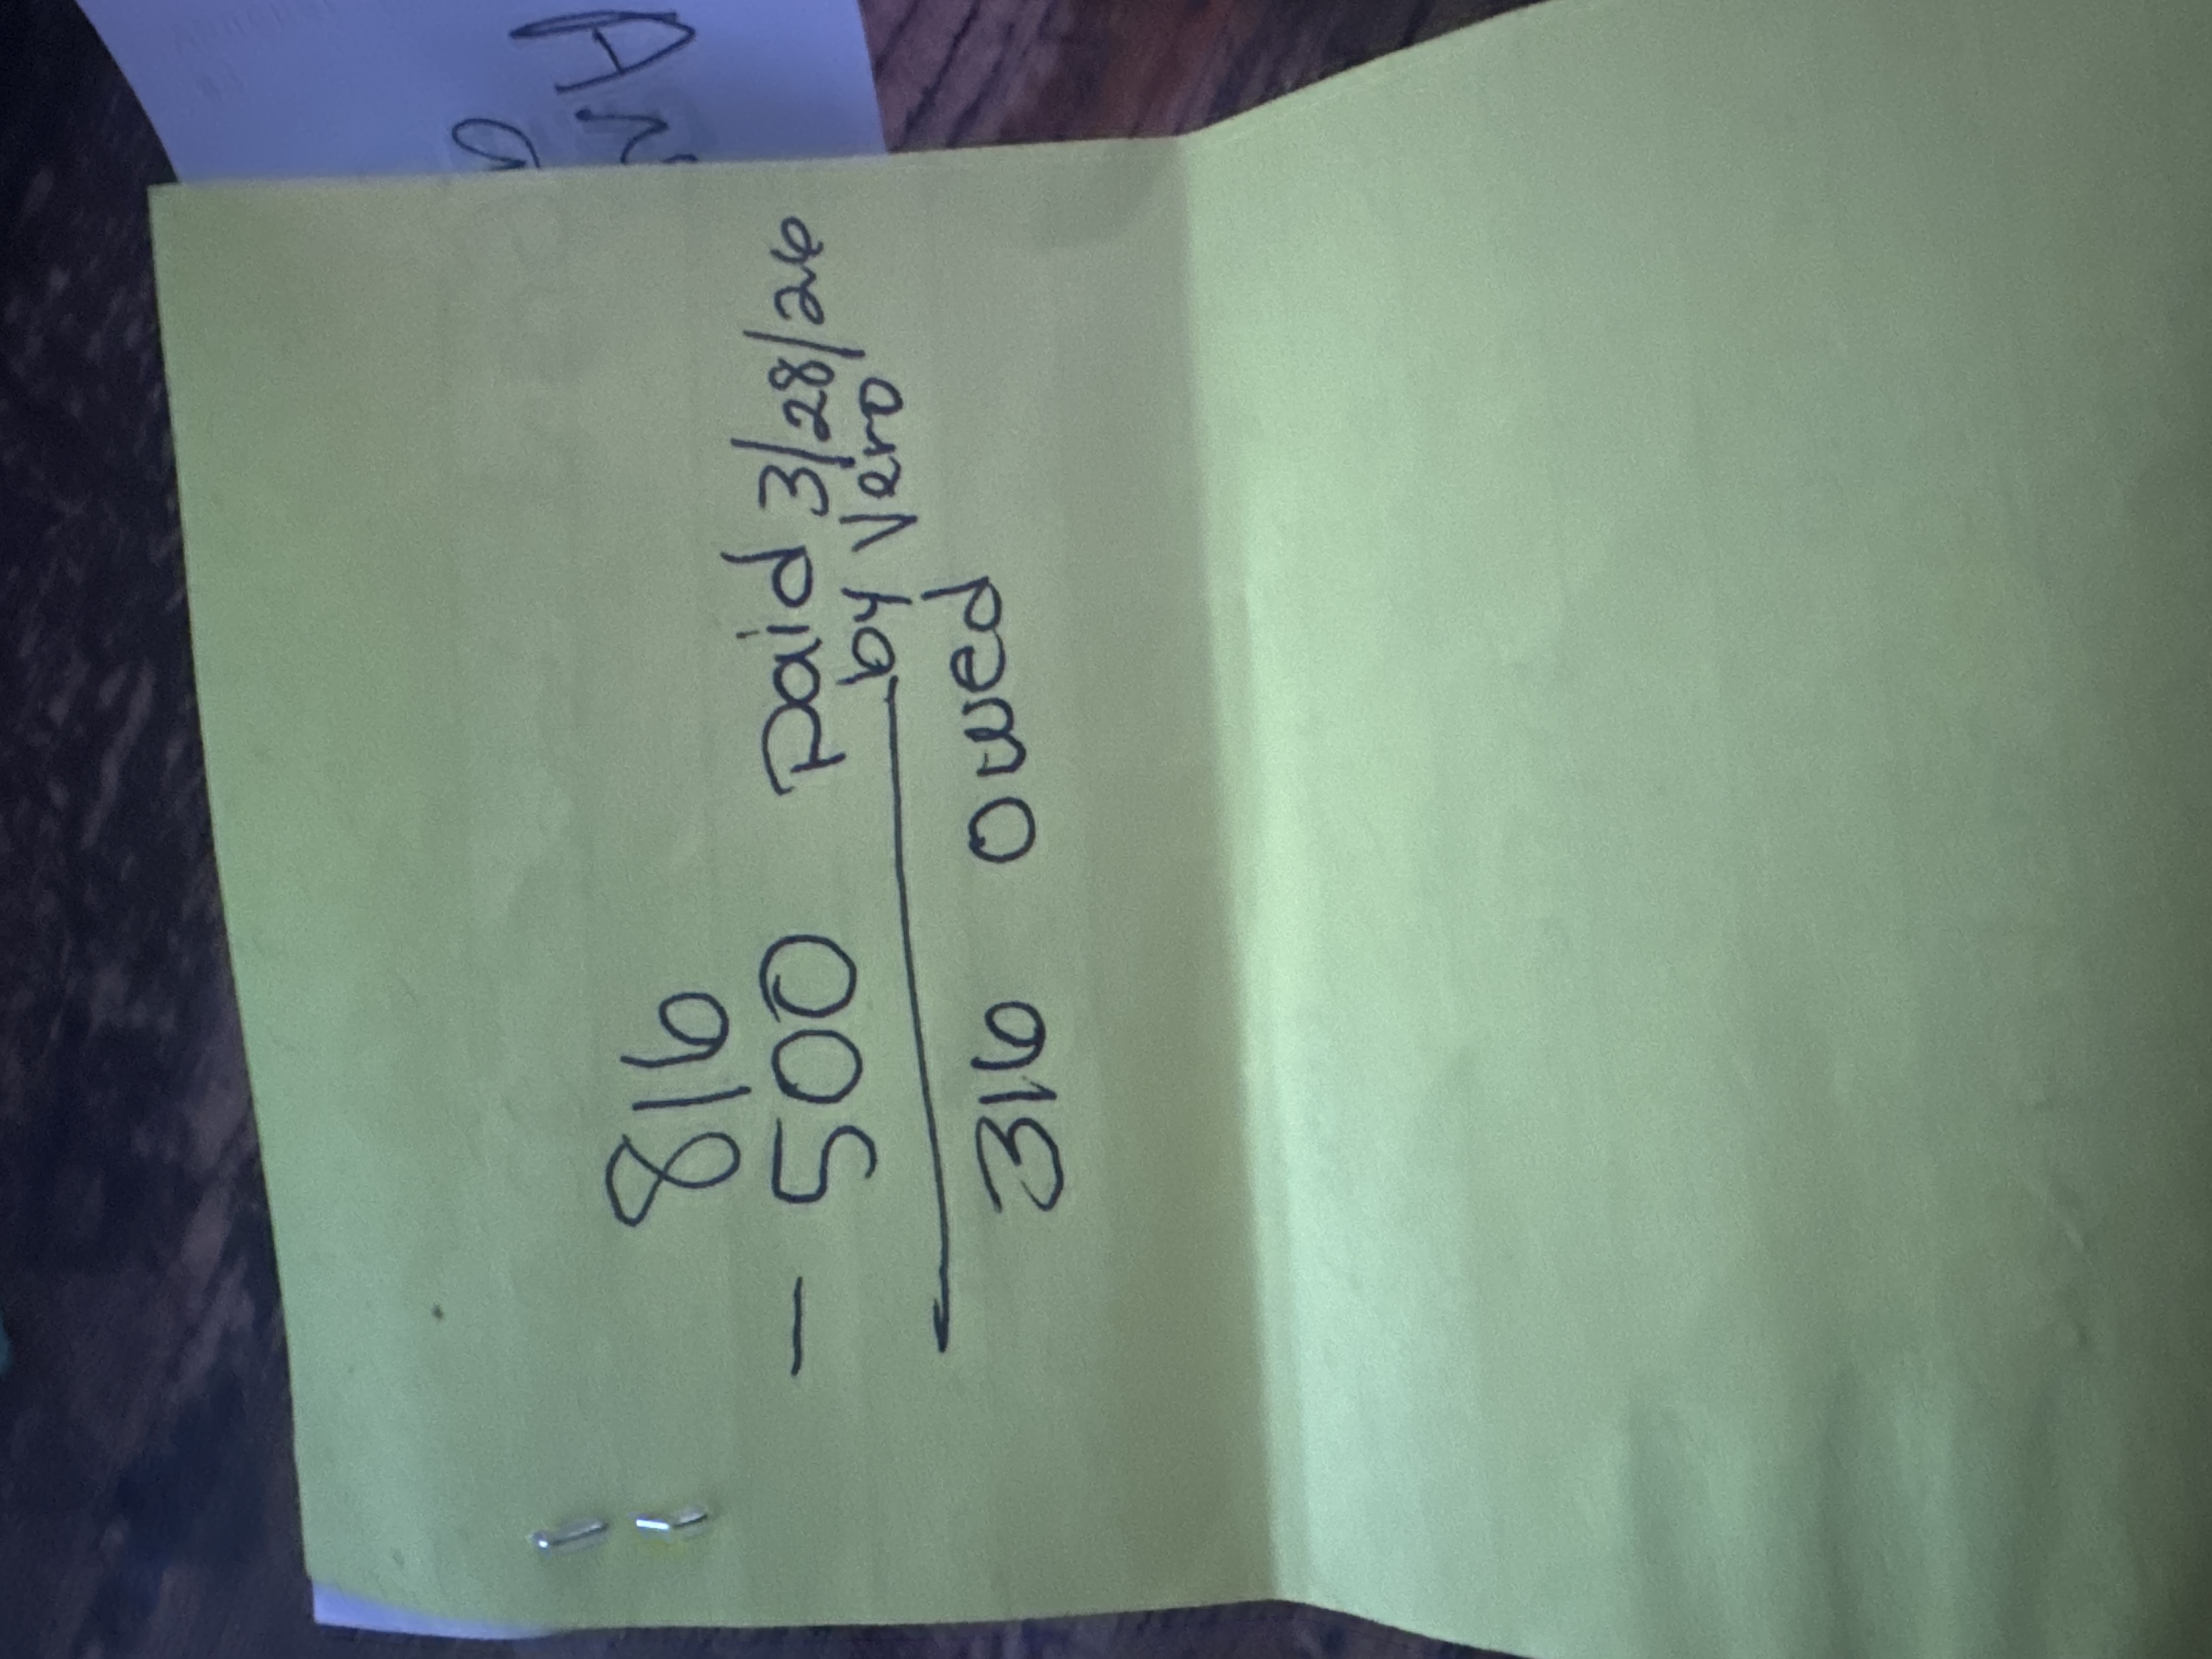 816
- 500 Paid 3/28/26
by Vero
316 owed